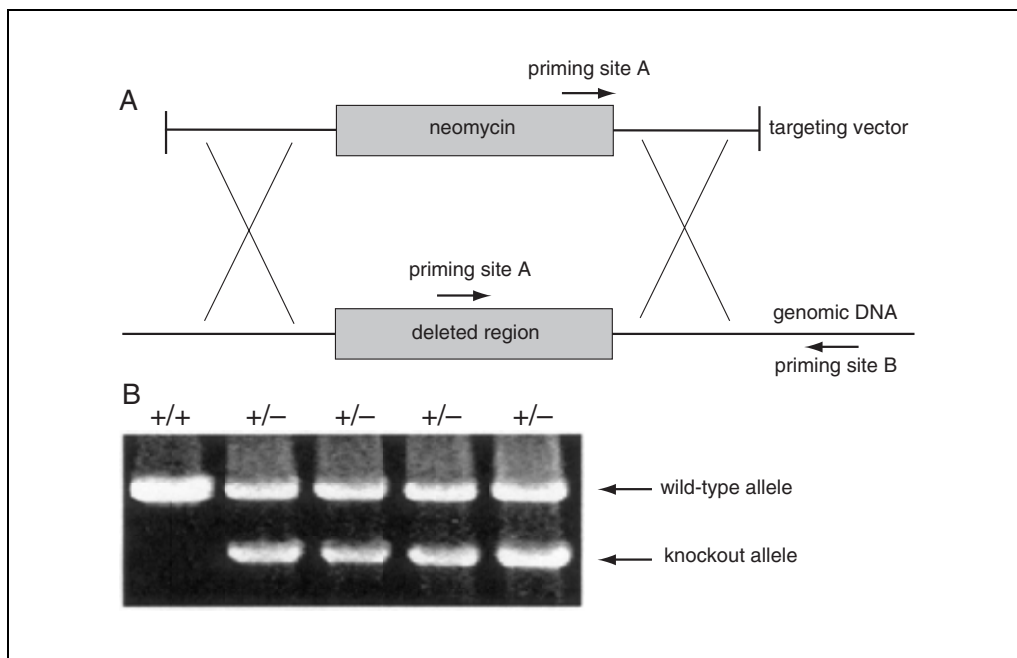 A
priming site A
neomycin
targeting vector
priming site A
deleted region
genomic DNA
priming site B
B
+/+ +/– +/– +/– +/–
wild-type allele
knockout allele